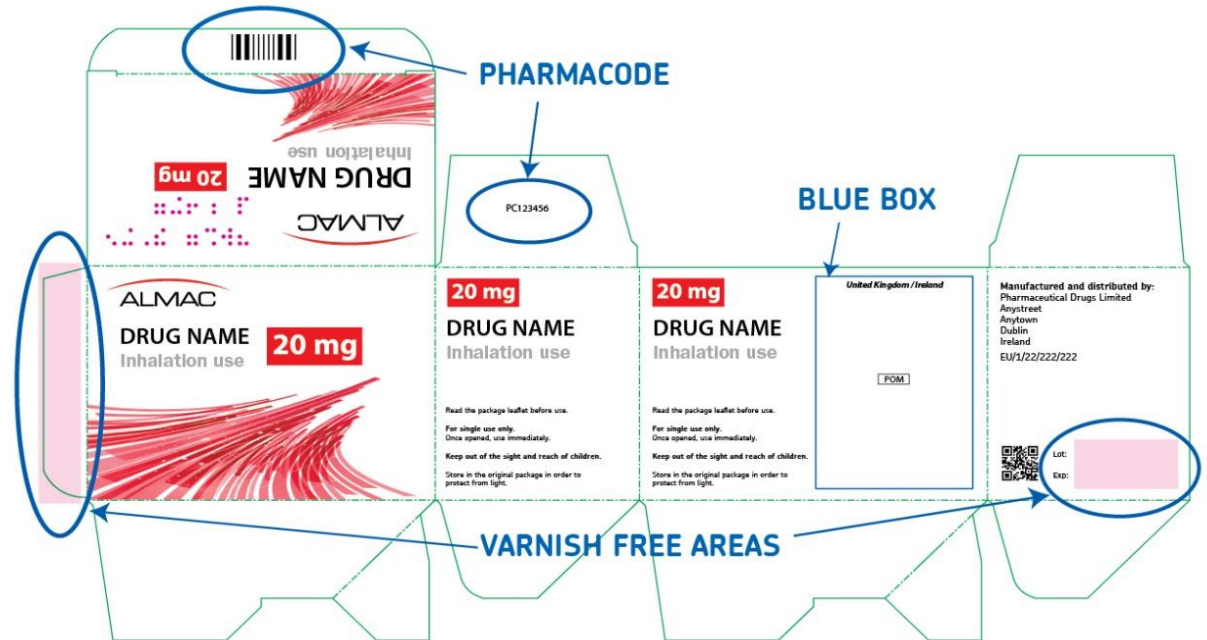 PHARMACODE
Inhalation use
DRUG NAME
20 mg
ALMAC
PC123456
BLUE BOX
ALMAC
DRUG NAME
20 mg
Inhalation use
20 mg
DRUG NAME
Inhalation use
Read the package leaflet before use.
For single use only.
Once opened, use immediately.
Keep out of the sight and reach of children.
Store in the original package in order to
protect from light.
20 mg
DRUG NAME
Inhalation use
Read the package leaflet before use.
For single use only.
Once opened, use immediately.
Keep out of the sight and reach of children.
Store in the original package in order to
protect from light.
United Kingdom / Ireland
POM
Manufactured and distributed by:
Pharmaceutical Drugs Limited
Anystreet
Anytown
Dublin
Ireland
EU/1/22/222/222
Lot:
Exp:
VARNISH FREE AREAS